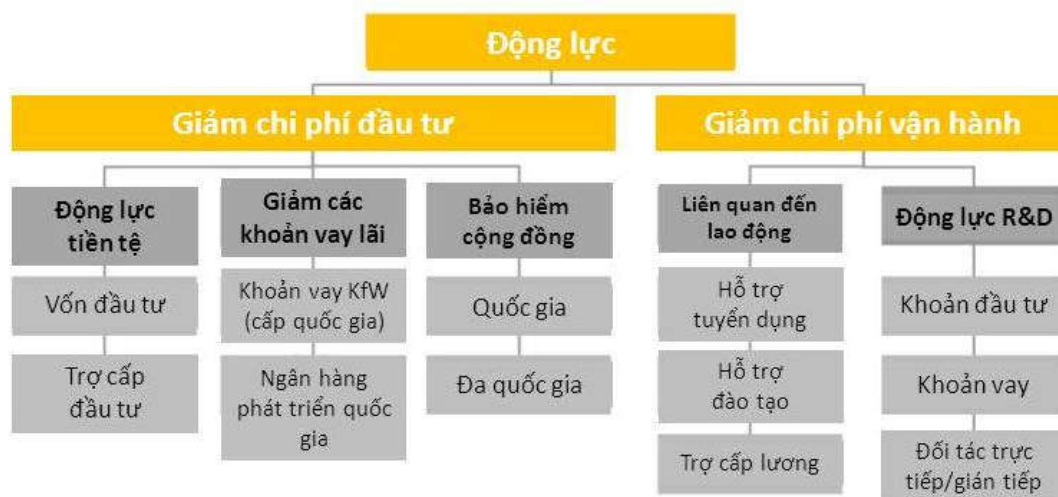 Động lực
Giảm chi phí đầu tư
Giảm chi phí vận hành
Động lực
tiền tệ
Vốn đầu tư
Trợ cấp
đầu tư
Giảm các
khoản vay lãi
Khoản vay KfW
(cấp quốc gia)
Ngân hàng
phát triển quốc
gia
Bảo hiểm
cộng đồng
Quốc gia
Đa quốc gia
Liên quan đến
lao động
Hỗ trợ
tuyển dụng
Hỗ trợ
đào tạo
Trợ cấp lương
Động lực R&D
Khoản đầu tư
Khoản vay
Đối tác trực
tiếp/gián tiếp